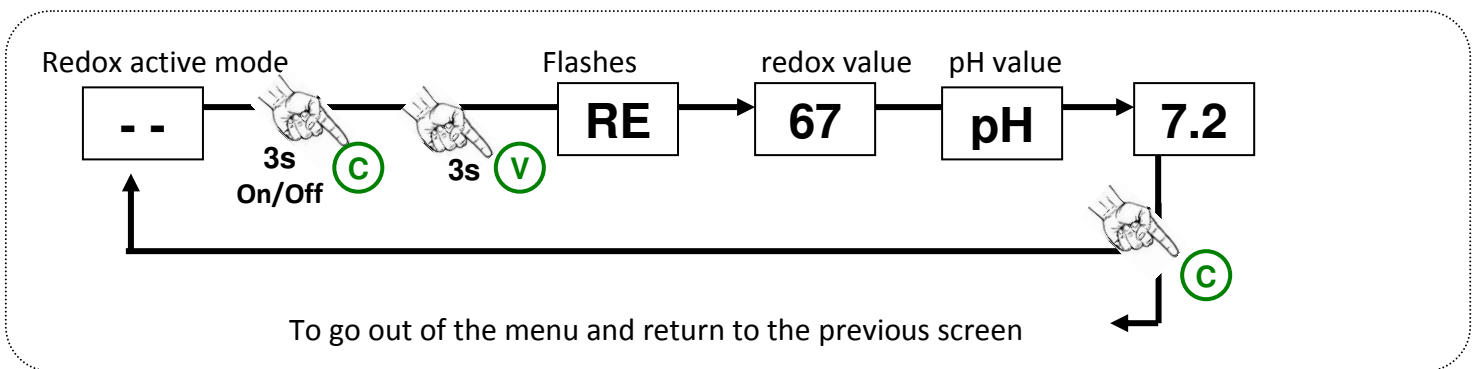 Redox active mode
Flashes
redox value
pH value
- -
RE
67
pH
7.2
3s
C
3s
V
On/Off
C
To go out of the menu and return to the previous screen